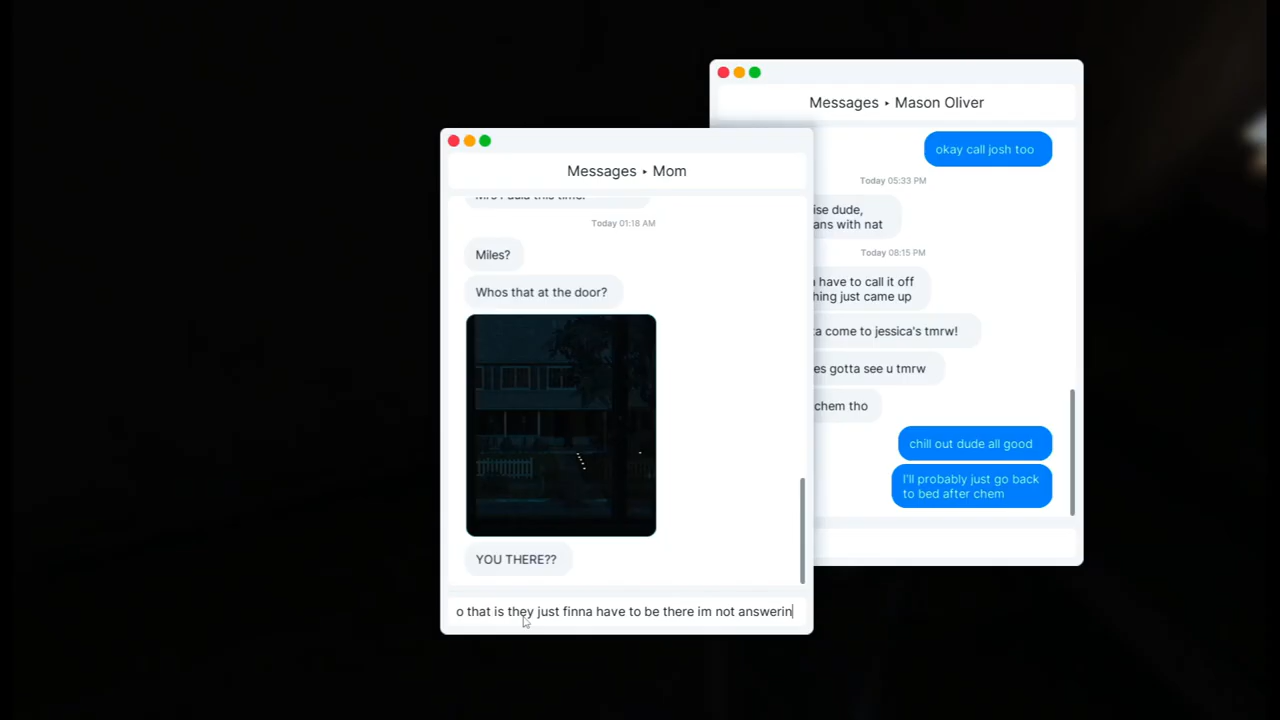 Messages ‣ Mason Oliver
okay call josh too
Today 05:33 PM
ise dude,
ans with nat
Today 08:15 PM
have to call it off
hing just came up
a come to jessica's tmrw!
es gotta see u tmrw
chem tho
chill out dude all good
I'll probably just go back
to bed after chem
Messages ‣ Mom
Mrs Paula this time!
Today 01:18 AM
Miles?
Whos that at the door?
YOU THERE??
o that is they just finna have to be there im not answerin